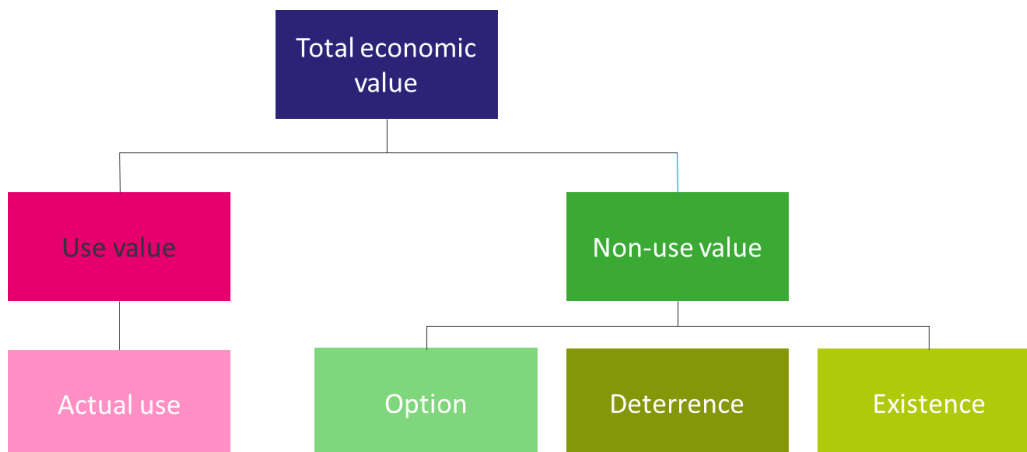 Total economic
value
Use value
Non-use value
Actual use
Option
Deterrence
Existence